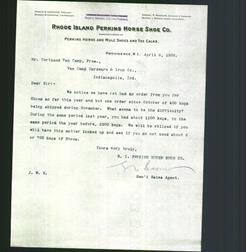 RHODE ISLAND PERKINS HORSE SHOE CO.
PERKINS HORSE AND MULE SHOES AND TOE CALKS.
PROVIDENCE, R.I. April 6, 1908.
Mr. Cortland Van Camp, Pres.,
Van Camp Hardware & Iron Co.,
Indianapolis, Ind.
Dear Sir:
We notice we have not had an order from you for
Shoes so far this year and but one order since October of 400 kegs
being shipped during November. What seems to be the difficulty?
During the same period last year, you had about 1200 kegs, to the
same period the year before, 2200 kegs. We will be obliged if you
will have this matter looked up and see if you do not need about 5
or 700 kegs of Shoes.
Yours very truly,
R. I. PERKINS HORSE SHOE CO.
Gen'l Sales Agent.